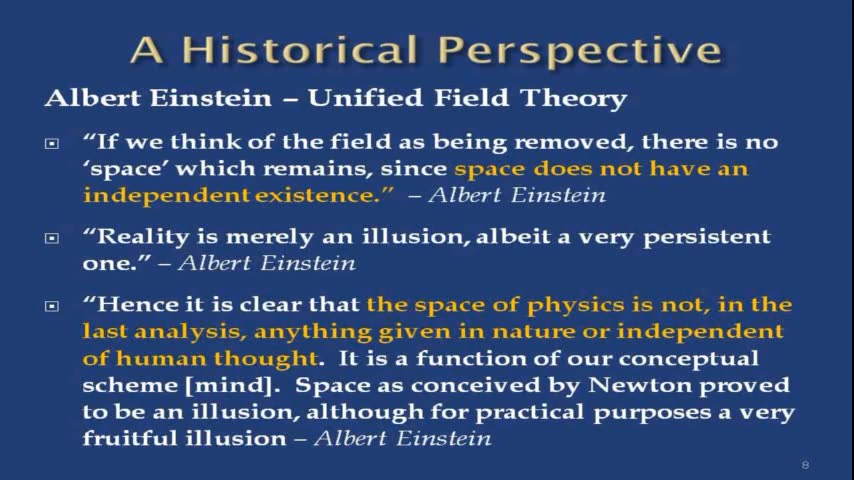 A Historical Perspective
Albert Einstein – Unified Field Theory
“If we think of the field as being removed, there is no
‘space’ which remains, since space does not have an
independent existence.” – Albert Einstein
“Reality is merely an illusion, albeit a very persistent
one.” – Albert Einstein
“Hence it is clear that the space of physics is not, in the
last analysis, anything given in nature or independent
of human thought. It is a function of our conceptual
scheme [mind]. Space as conceived by Newton proved
to be an illusion, although for practical purposes a very
fruitful illusion – Albert Einstein
8